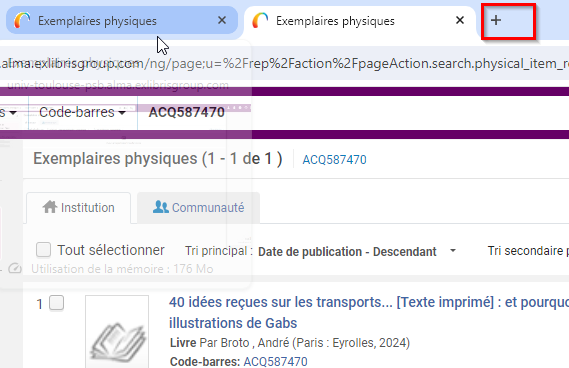 Exemplaires physiques
Exemplaires physiques
.alma.exlibrisgroup.com/ng/page;u=%2Frep%2Faction%2FpageAction.search.physical_item_r
univ-toulouse-psb.alma.exlibrisgroup.com
s Code-barres ACQ587470
Exemplaires physiques (1 - 1 de 1 ) ACQ587470
Institution Communauté
Tout sélectionner Tri principal : Date de publication - Descendant Tri secondaire p
Utilisation de la mémoire : 176 Mo
1 40 idées reçues sur les transports... [Texte imprimé] : et pourquo
illustrations de Gabs
Livre Par Broto , André (Paris : Eyrolles, 2024)
Code-barres: ACQ587470